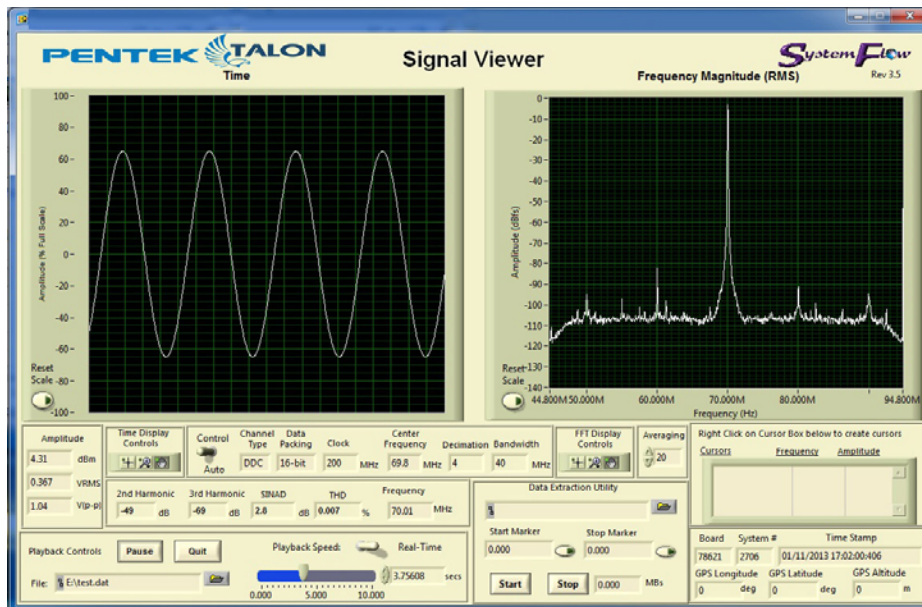 PENTEK TALON
Signal Viewer
SystemFlow
Rev 3.5
Time
Frequency Magnitude (RMS)
Amplitude (% Full Scale)
100
80
60
40
20
0
-20
-40
-60
-80
-100
Reset
Scale
Amplitude (dBfs)
0
-10
-20
-30
-40
-50
-60
-70
-80
-90
-100
-110
-120
-130
-140
Reset
Scale
44.800M 50.000M 60.000M 70.000M 80.000M 94.800M
Frequency (Hz)
Amplitude
4.31 dBm
0.367 VRMS
1.04 V(p-p)
Time Display
Controls
Control
Auto
Channel Type
DDC
Data Packing
16-bit
Clock
200 MHz
Center Frequency
69.8 MHz
Decimation
4
Bandwidth
40 MHz
FFT Display
Controls
Averaging
20
Right Click on Cursor Box below to create cursors
Cursors Frequency Amplitude
2nd Harmonic
-49 dB
3rd Harmonic
-69 dB
SINAD
2.8 dB
THD
0.007 %
Frequency
70.01 MHz
Data Extraction Utility
Start Marker
0.000
Stop Marker
0.000
Start Stop 0.000 MBs
Playback Controls Pause Quit
Playback Speed: Real-Time
File: E:\test.dat
0.000 5.000 10.000
3.75608 secs
Board System # Time Stamp
78621 2706 01/11/2013 17:02:00:406
GPS Longitude GPS Latitude GPS Altitude
0 deg 0 deg 0 m